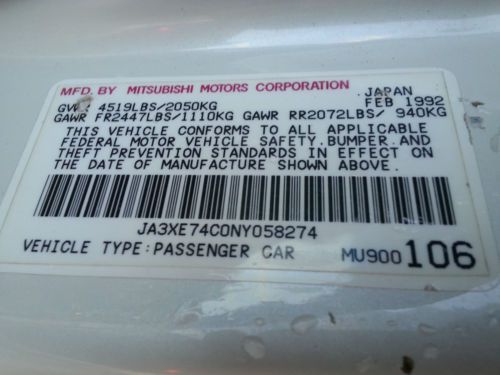 MFD. BY MITSUBISHI MOTORS CORPORATION JAPAN
GVWR 4519LBS/2050KG FEB 1992
GAWR FR2447LBS/1110KG GAWR RR2072LBS/ 940KG
THIS VEHICLE CONFORMS TO ALL APPLICABLE
FEDERAL MOTOR VEHICLE SAFETY.BUMPER.AND
THEFT PREVENTION STANDARDS IN EFFECT ON
THE DATE OF MANUFACTURE SHOWN ABOVE.
JA3XE74C0NY058274
VEHICLE TYPE:PASSENGER CAR MU900106